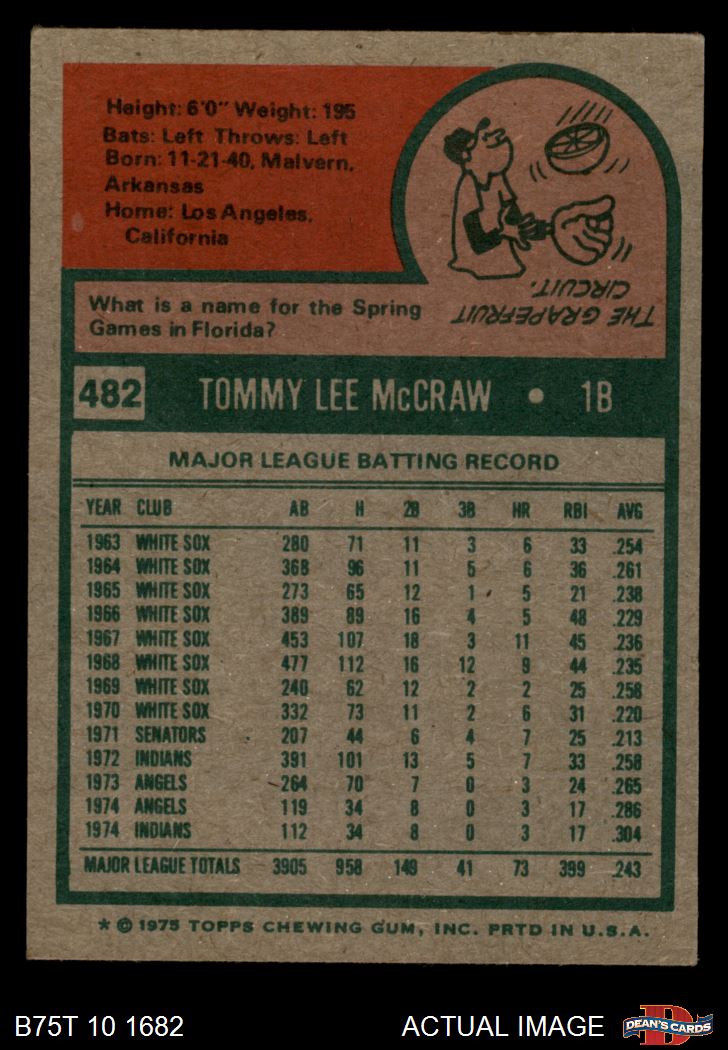 Height: 6'0" Weight: 195
Bats: Left Throws: Left
Born: 11-21-40, Malvern,
Arkansas
Home: Los Angeles,
California
THE GRAPEFRUIT
CIRCUIT.
What is a name for the Spring
Games in Florida?
482 TOMMY LEE McCRAW • 1B
MAJOR LEAGUE BATTING RECORD
YEAR CLUB AB H 2B 3B HR RBI AVG
1963 WHITE SOX 280 71 11 3 6 33 .254
1964 WHITE SOX 368 96 11 5 6 36 .261
1965 WHITE SOX 273 65 12 1 5 21 .238
1966 WHITE SOX 389 89 16 4 5 48 .229
1967 WHITE SOX 453 107 18 3 11 45 .236
1968 WHITE SOX 477 112 16 12 9 44 .235
1969 WHITE SOX 240 62 12 2 2 25 .258
1970 WHITE SOX 332 73 11 2 6 31 .220
1971 SENATORS 207 44 6 4 7 25 .213
1972 INDIANS 391 101 13 5 7 33 .258
1973 ANGELS 264 70 7 0 3 24 .265
1974 ANGELS 119 34 8 0 3 17 .286
1974 INDIANS 112 34 8 0 3 17 .304
MAJOR LEAGUE TOTALS 3905 958 149 41 73 399 .243
* © 1975 TOPPS CHEWING GUM, INC. PRTD IN U.S.A.
B75T 10 1682 ACTUAL IMAGE
D
DEAN'S CARDS